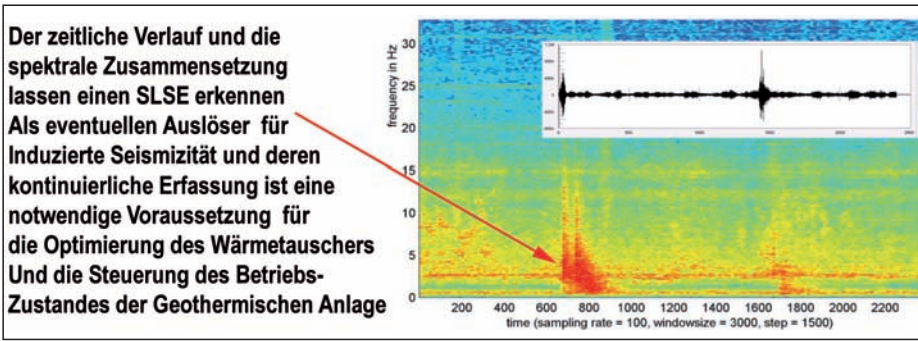 Der zeitliche Verlauf und die
spektrale Zusammensetzung
lassen einen SLSE erkennen
Als eventuellen Auslöser für
Induzierte Seismizität und deren
kontinuierliche Erfassung ist eine
notwendige Voraussetzung für
die Optimierung des Wärmetauschers
Und die Steuerung des Betriebs-
Zustandes der Geothermischen Anlage
frequency in Hz
30
25
20
15
10
5
0
200 400 600 800 1000 1200 1400 1600 1800 2000 2200
time (sampling rate = 100, windowsize = 3000, step = 1500)